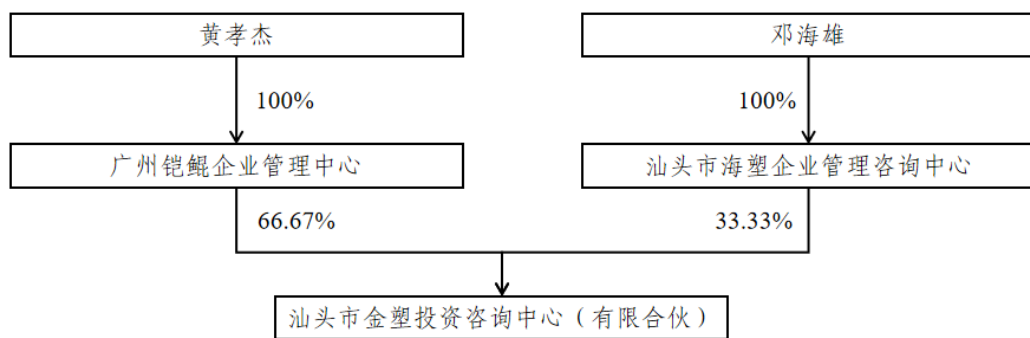 黄孝杰
邓海雄
100%
100%
广州铠鲲企业管理中心
汕头市海塑企业管理咨询中心
66.67%
33.33%
汕头市金塑投资咨询中心（有限合伙）